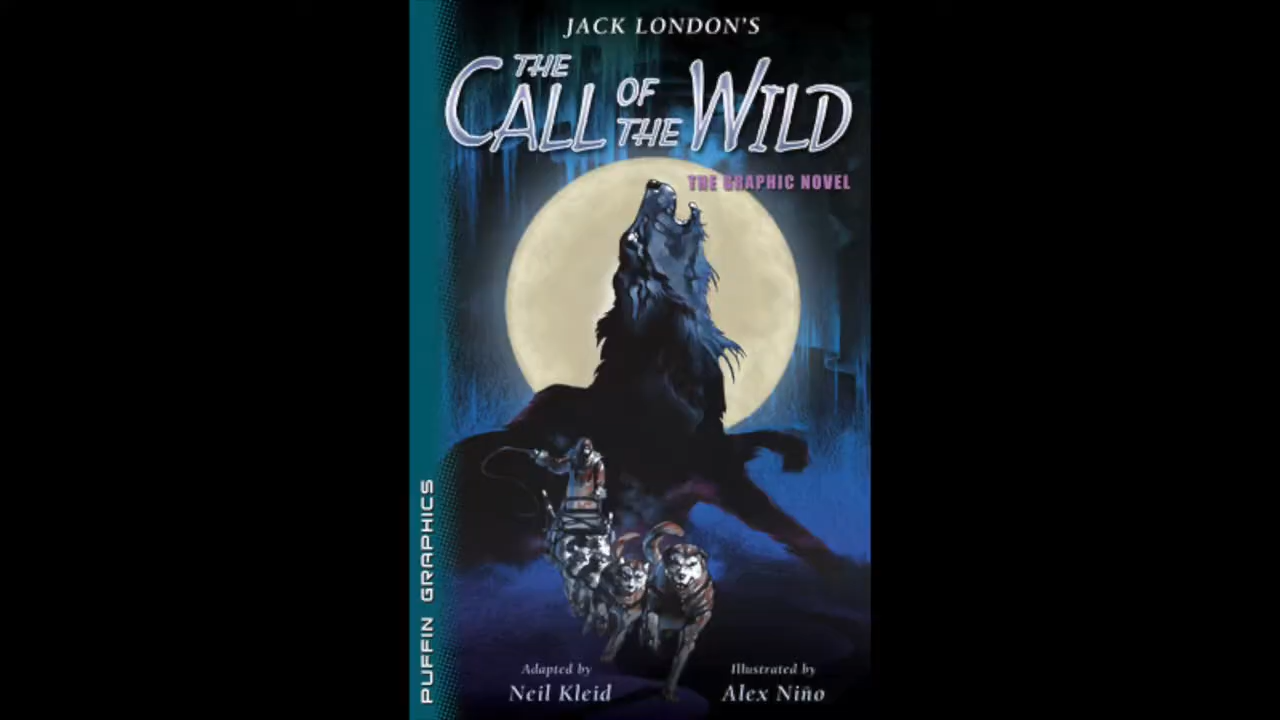 JACK LONDON'S
THE
CALL OF THE WILD
THE GRAPHIC NOVEL
PUFFIN GRAPHICS
Adapted by
Neil Kleid
Illustrated by
Alex Niño